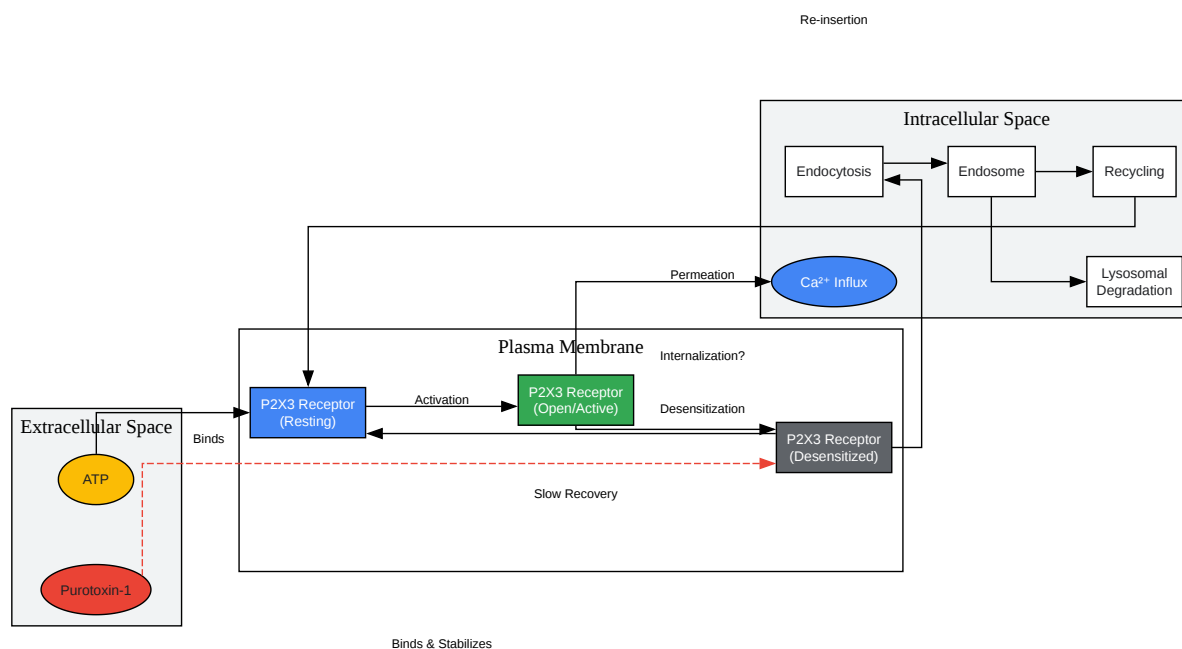 Re-insertion
Intracellular Space
Endocytosis
Endosome
Recycling
Permeation
Ca²⁺ Influx
Lysosomal
Degradation
Plasma Membrane
Internalization?
P2X3 Receptor
(Resting)
Activation
P2X3 Receptor
(Open/Active)
Desensitization
Extracellular Space
Binds
P2X3 Receptor
(Desensitized)
ATP
Slow Recovery
Purotoxin-1
Binds & Stabilizes